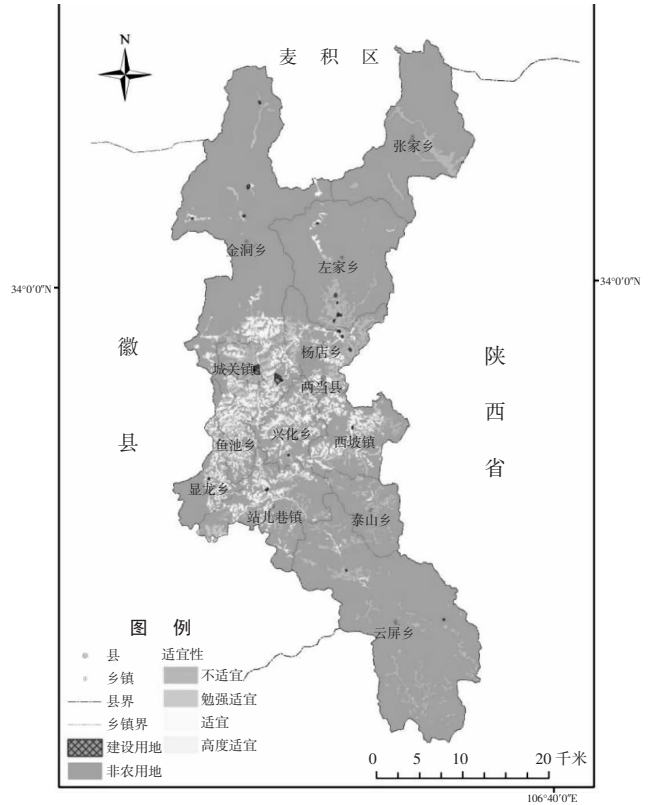 N
麦积区
张家乡
金洞乡
左家乡
34°0′0″N
34°0′0″N
徽县
陕西省
杨店乡
城关镇
两当县
兴化乡
鱼池乡
西坡镇
显龙乡
站儿巷镇
泰山乡
云屏乡
图 例
县
乡镇
县界
乡镇界
建设用地
非农用地
适宜性
不适宜
勉强适宜
适宜
高度适宜
0 5 10 20 千米
106°40′0″E